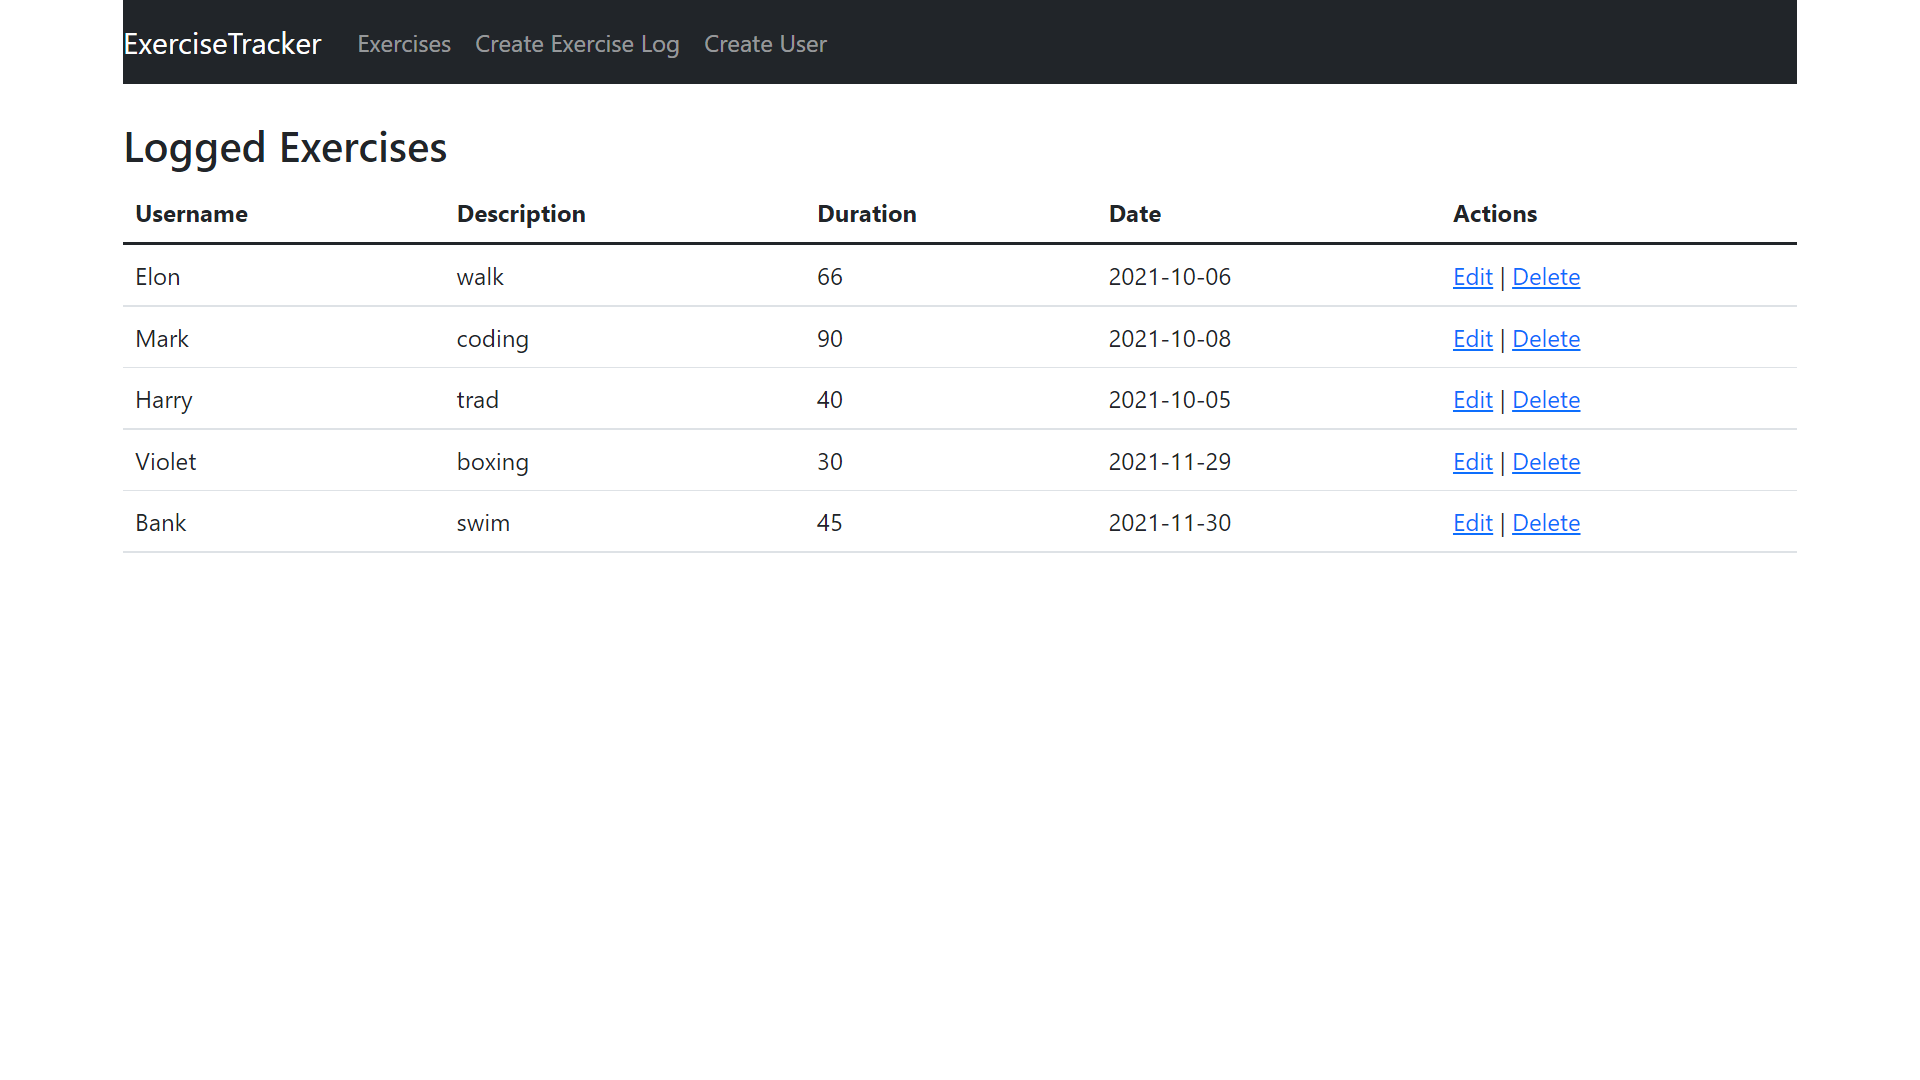 ExerciseTracker Exercises Create Exercise Log Create User
Logged Exercises
Username Description Duration Date Actions
Elon walk 66 2021-10-06 Edit | Delete
Mark coding 90 2021-10-08 Edit | Delete
Harry trad 40 2021-10-05 Edit | Delete
Violet boxing 30 2021-11-29 Edit | Delete
Bank swim 45 2021-11-30 Edit | Delete